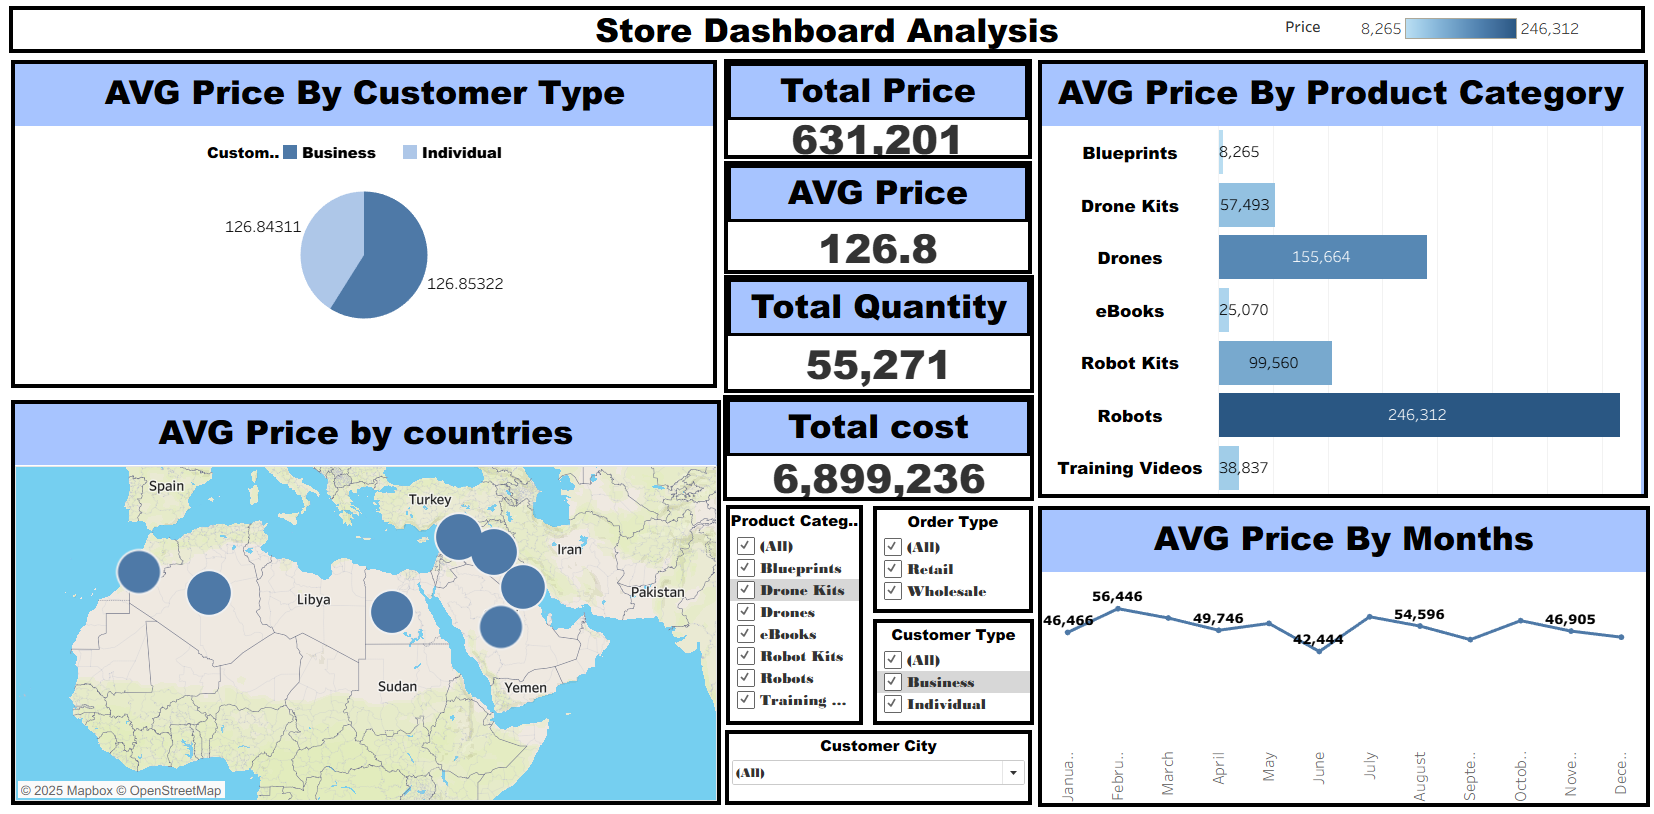 Store Dashboard Analysis
Price
8,265
246,312
AVG Price By Customer Type
Custom.. Business Individual
126.84311
126.85322
Total Price
631,201
AVG Price
126.8
Total Quantity
55,271
Total cost
6,899,236
AVG Price By Product Category
Blueprints 8,265
Drone Kits 57,493
Drones 155,664
eBooks 25,070
Robot Kits 99,560
Robots 246,312
Training Videos 38,837
AVG Price by countries
Spain
Turkey
Iran
Pakistan
Libya
Sudan
Yemen
© 2025 Mapbox © OpenStreetMap
Product Categ..
(All)
Blueprints
Drone Kits
Drones
eBooks
Robot Kits
Robots
Training ...
Order Type
(All)
Retail
Wholesale
Customer Type
(All)
Business
Individual
Customer City
(All)
AVG Price By Months
46,466
56,446
49,746
42,444
54,596
46,905
Janua..
Febru..
March
April
May
June
July
August
Septe..
Octob..
Nove..
Dece..